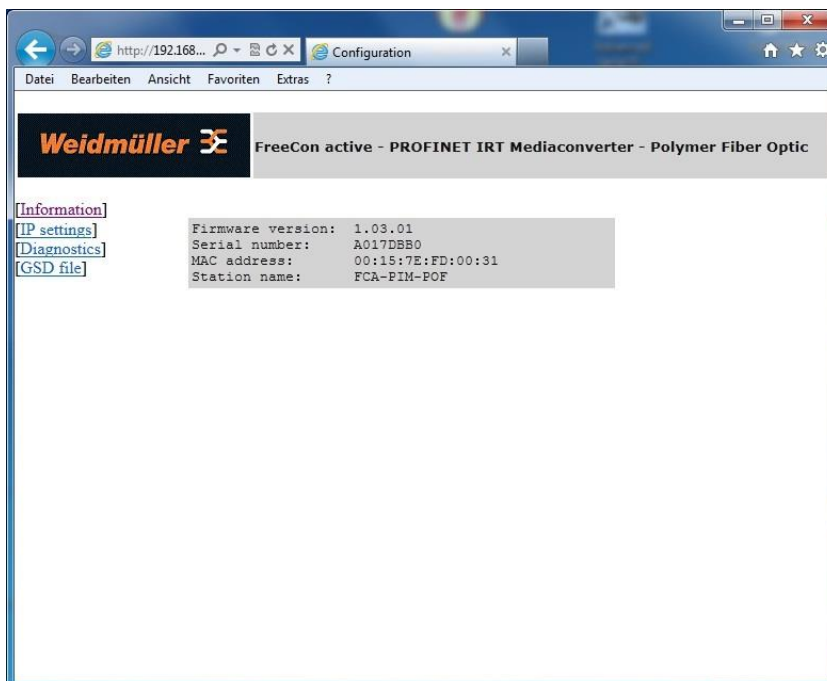 http://192.168...
Configuration
Datei Bearbeiten Ansicht Favoriten Extras ?
Weidmüller
FreeCon active - PROFINET IRT Mediaconverter - Polymer Fiber Optic
[Information]
[IP settings]
[Diagnostics]
[GSD file]
Firmware version: 1.03.01
Serial number: A017DBB0
MAC address: 00:15:7E:FD:00:31
Station name: FCA-PIM-POF